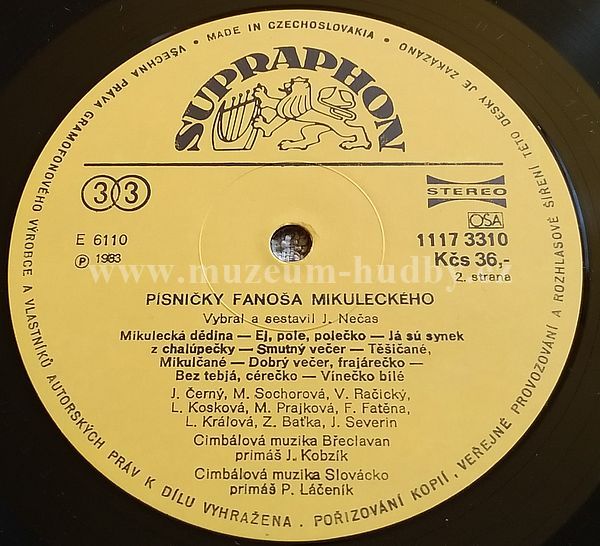 VŠECHNA PRÁVA GRAMOFONOVÉHO VÝROBCE A VLASTNÍKŮ AUTORSKÝCH PRÁV K DÍLU VYHRAŽENA . POŘIZOVÁNÍ KOPIÍ, VEŘEJNÉ PROVOZOVÁNÍ A ROZHLASOVÉ ŠÍŘENÍ TÉTO DESKY JE ZAKÁZÁNO
• MADE IN CZECHOSLOVAKIA •
SUPRAPHON
33
STEREO
OSA
E 6110
1117 3310
Ⓟ 1983
Kčs 36,-
2. strana
www.muzeum-hudby.cz
PÍSNIČKY FANOŠA MIKULECKÉHO
Vybral a sestavil J. Nečas
Mikulecká dědina — Ej, pole, polečko — Já sú synek
z chalúpečky — Smutný večer — Těšičané,
Mikulčané — Dobrý večer, frajárečko —
Bez tebjá, cérečko — Vínečko bílé
J. Černý, M. Sochorová, V. Račický,
L. Kosková, M. Prajková, F. Fatěna,
L. Králová, Z. Baťka, J. Severin
Cimbálová muzika Břeclavan
primáš J. Kobzík
Cimbálová muzika Slovácko
primáš P. Láčeník